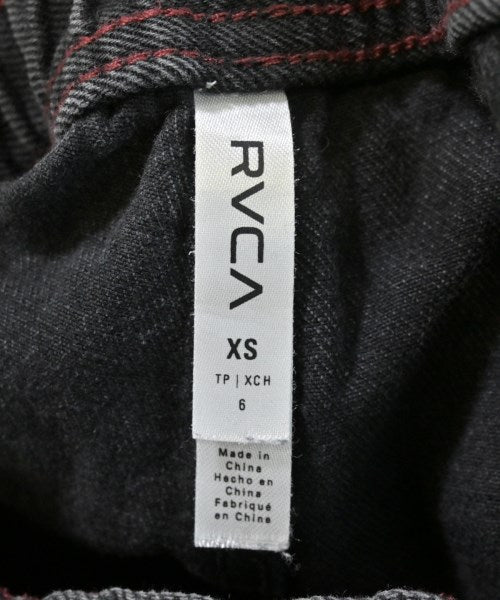 RVCA
XS
TP | XCH
6
Made in
China
Hecho en
China
Fabriqué
en Chine